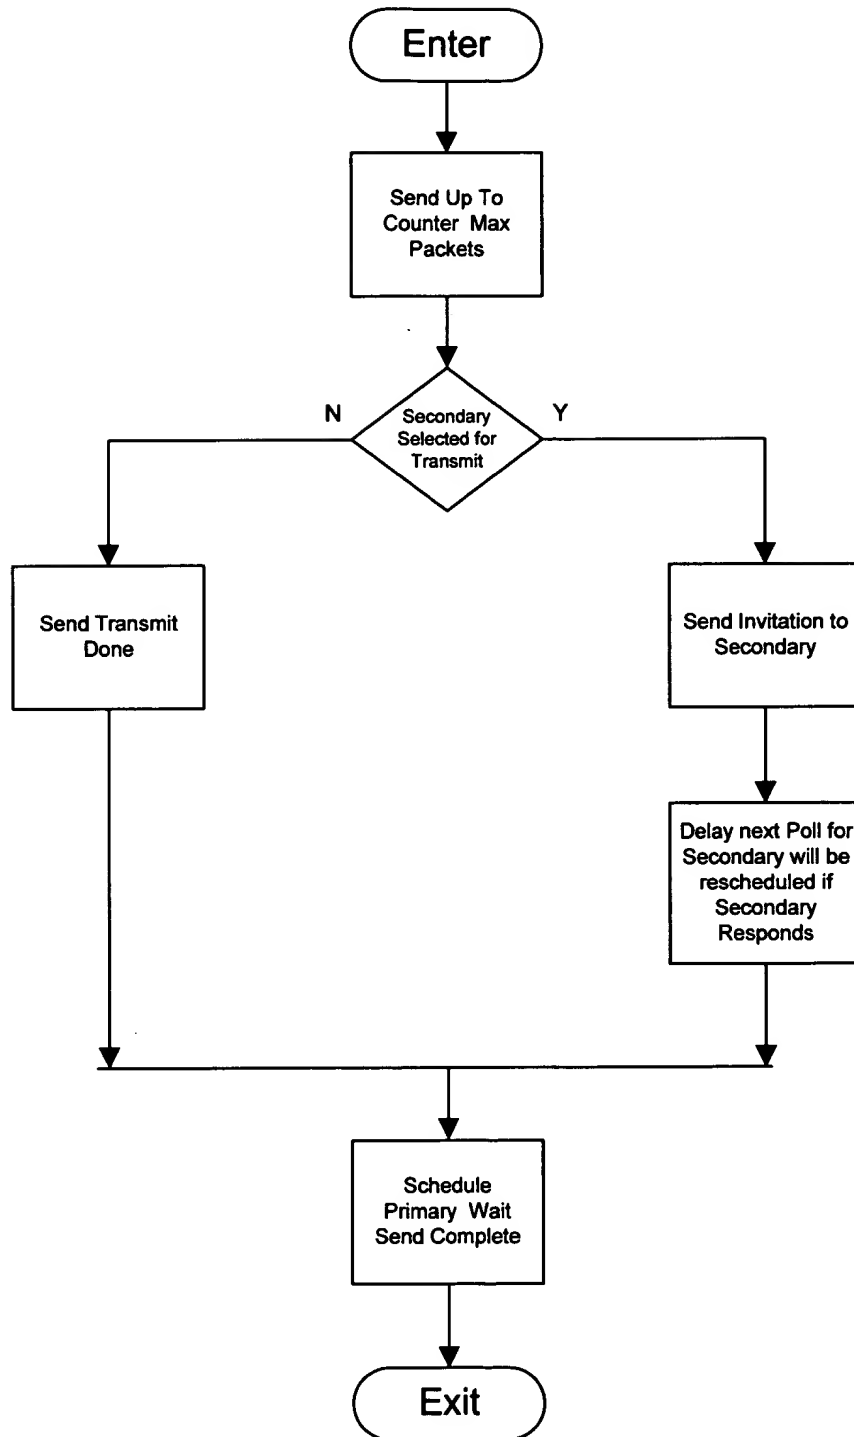 Enter
Send Up To
Counter Max
Packets
N
Y
Secondary
Selected for
Transmit
Send Transmit
Done
Send Invitation to
Secondary
Delay next Poll for
Secondary will be
rescheduled if
Secondary
Responds
Schedule
Primary Wait
Send Complete
Exit